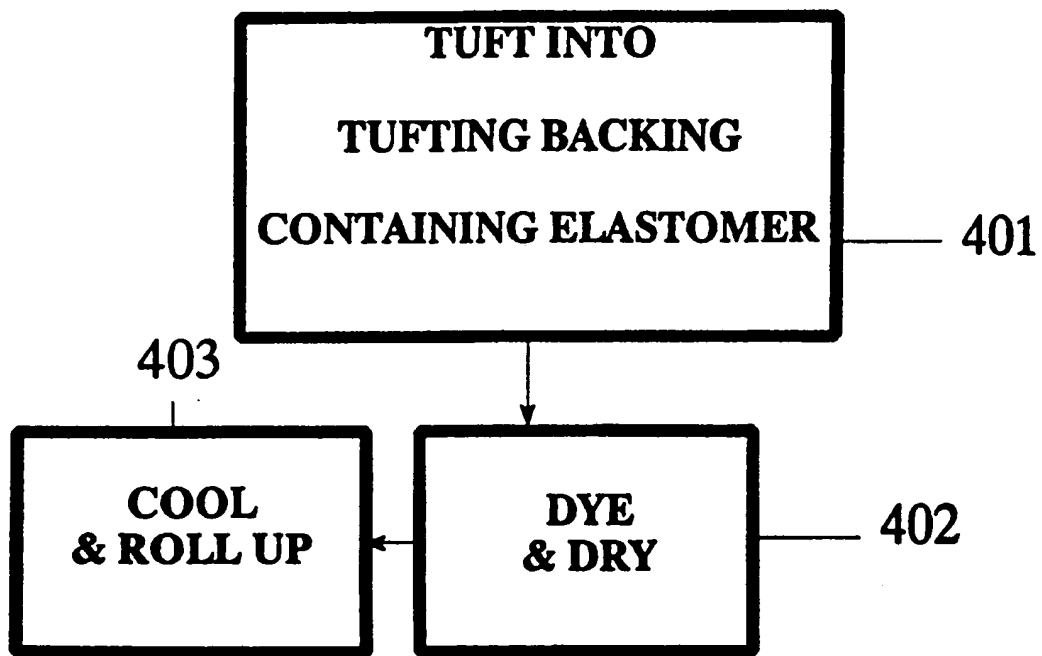 TUFT INTO
TUFTING BACKING
CONTAINING ELASTOMER
401
403
COOL
& ROLL UP
DYE
& DRY
402